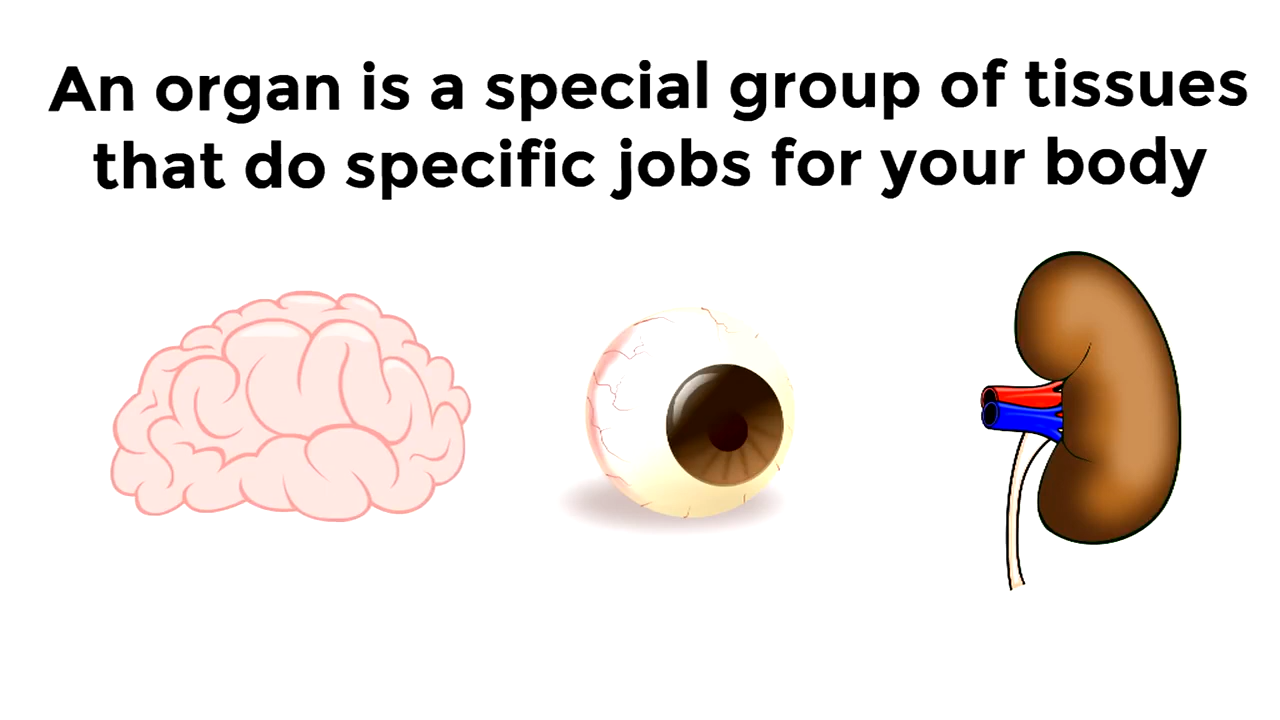 An organ is a special group of tissues
that do specific jobs for your body